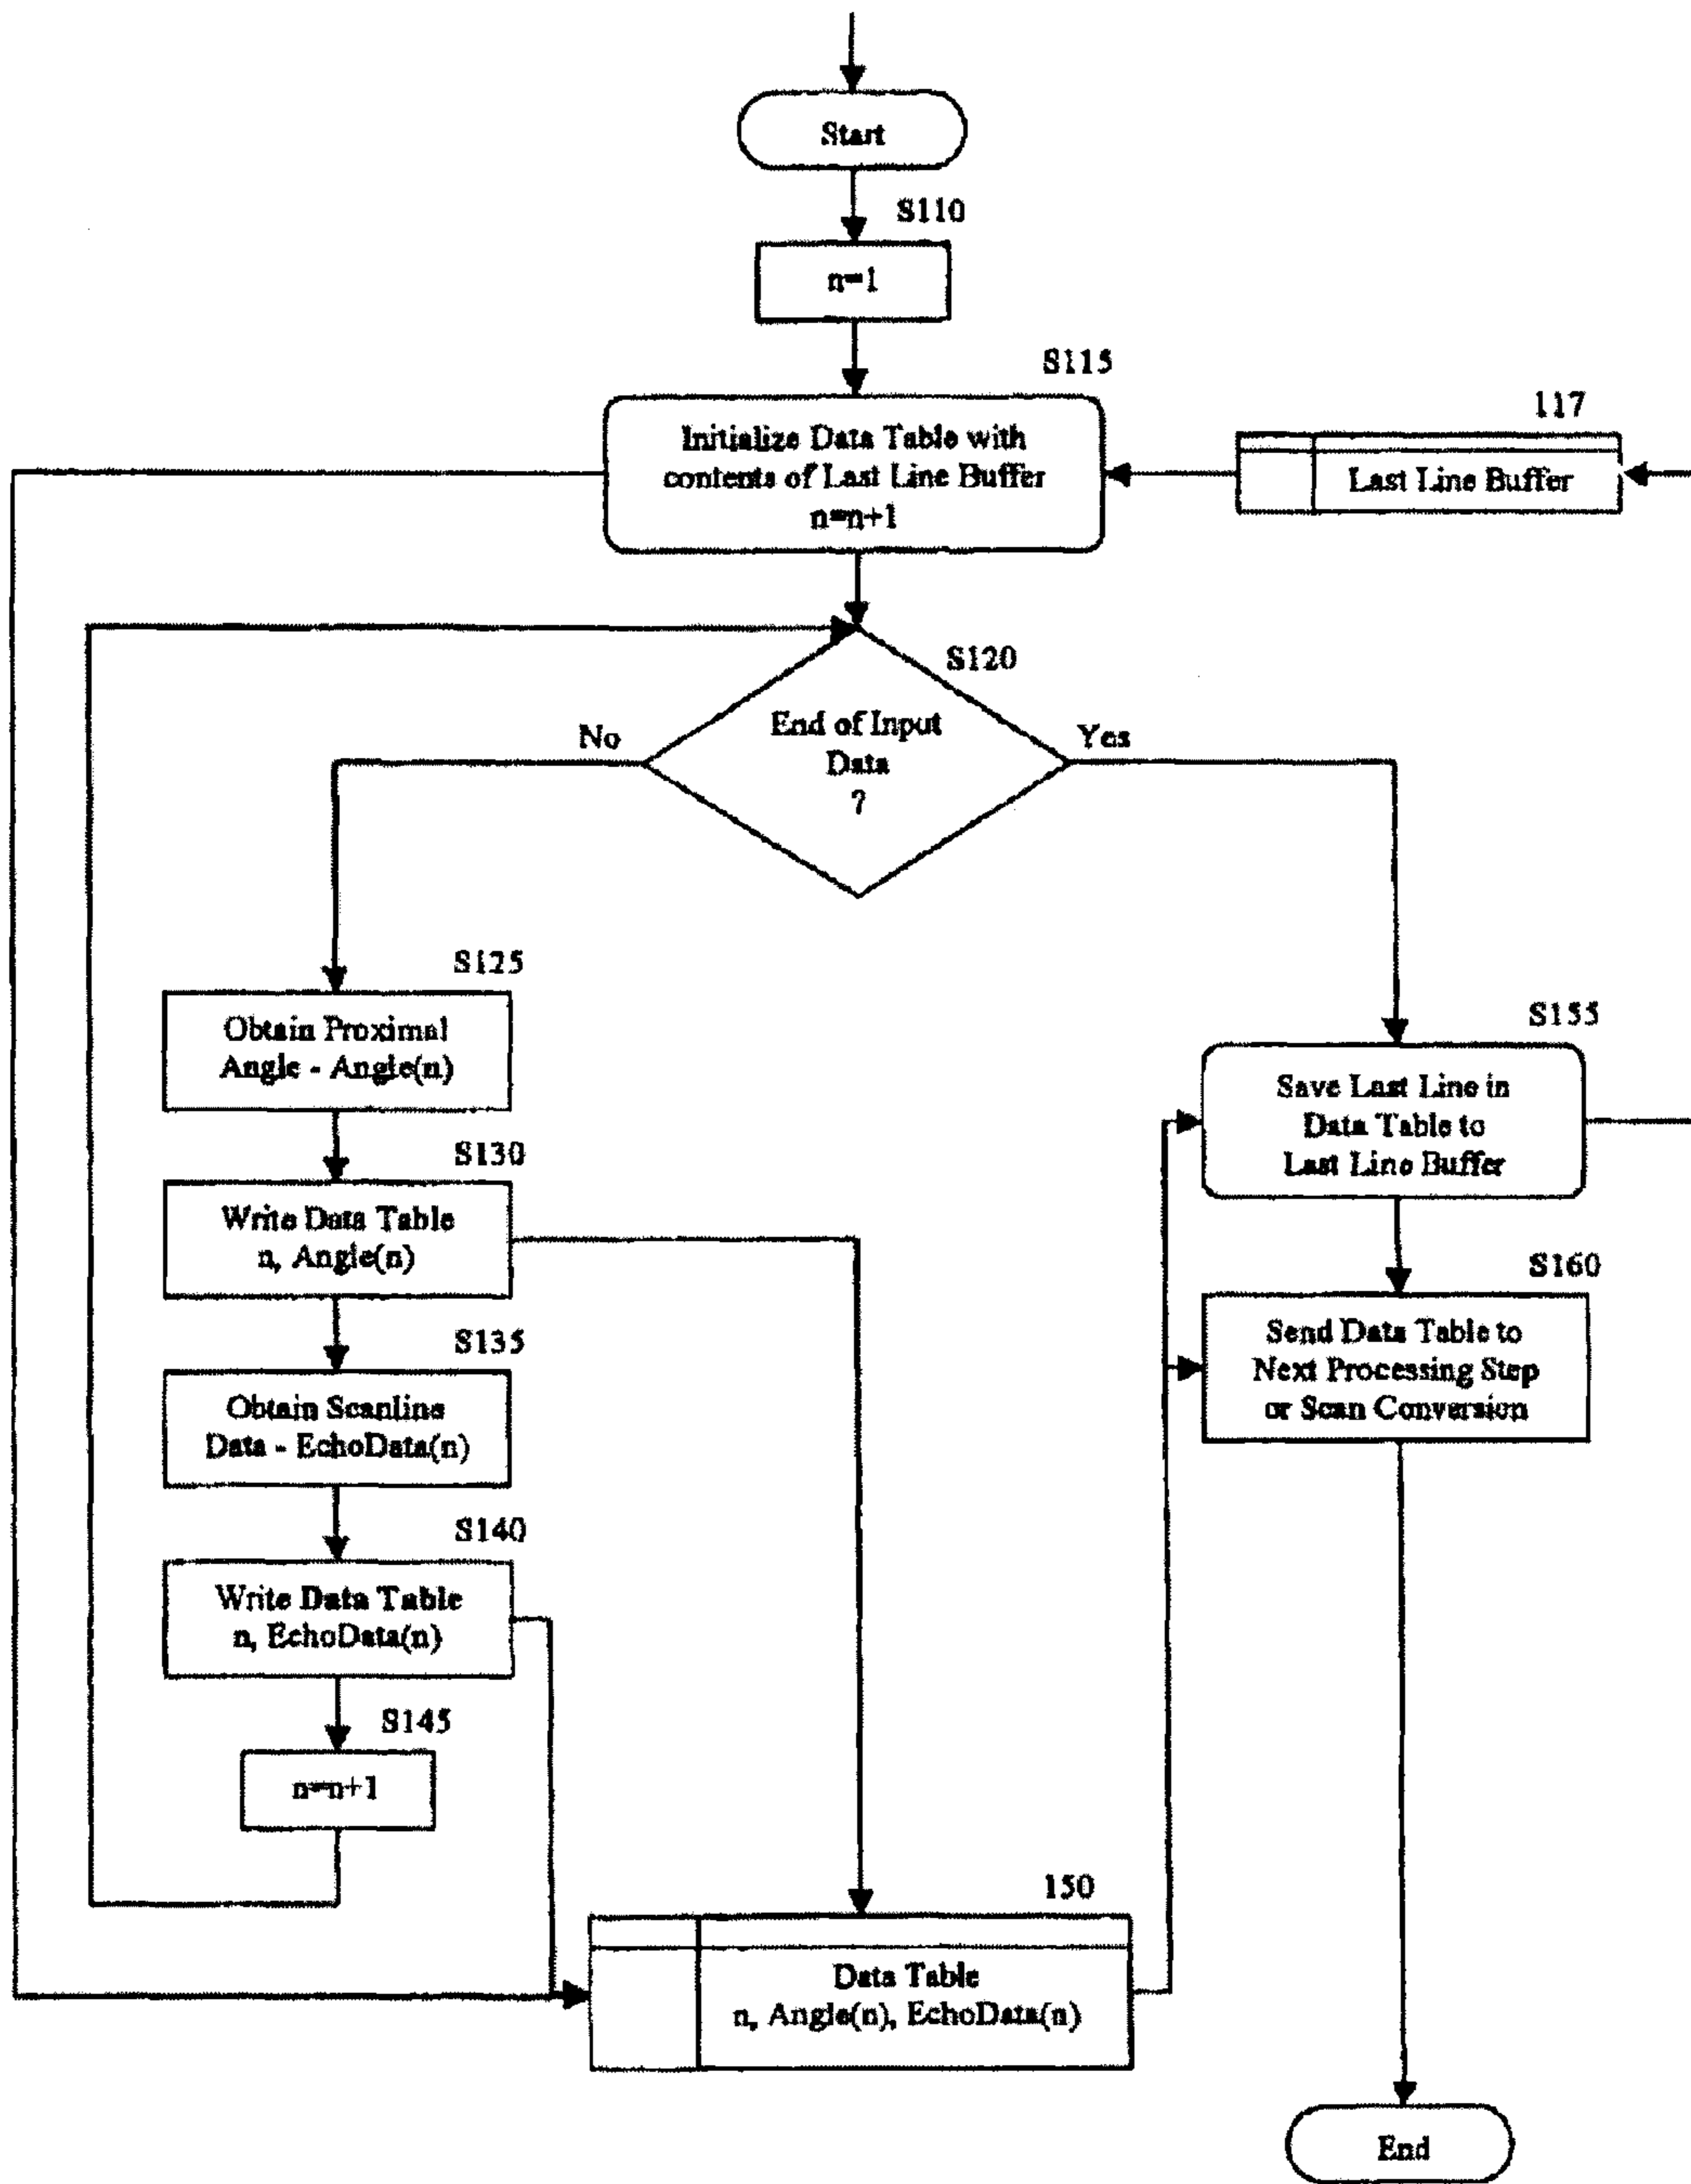 Start
S110
n=1
S115
Initialize Data Table with
contents of Last Line Buffer
n=n+1
117
Last Line Buffer
S120
End of Input
Data
?
No
Yes
S125
Obtain Proximal
Angle - Angle(n)
S130
Write Data Table
n, Angle(n)
S135
Obtain Scanline
Data - EchoData(n)
S140
Write Data Table
n, EchoData(n)
S145
n=n+1
150
Data Table
n, Angle(n), EchoData(n)
S155
Save Last Line in
Data Table to
Last Line Buffer
S160
Send Data Table to
Next Processing Step
or Scan Conversion
End